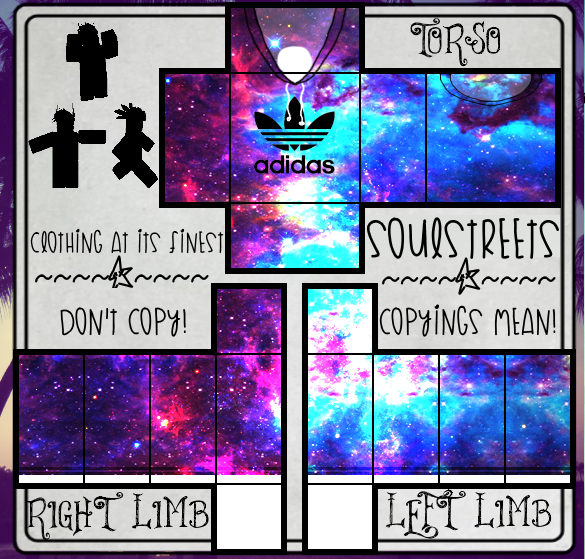 TORSO
adidas
CLOTHING AT ITS FINEST
SOULSTREETS
~~~~~~~~~~
~~~~~~~~~~
DON'T COPY!
COPYINGS MEAN!
RIGHT LIMB
LEFT LIMB